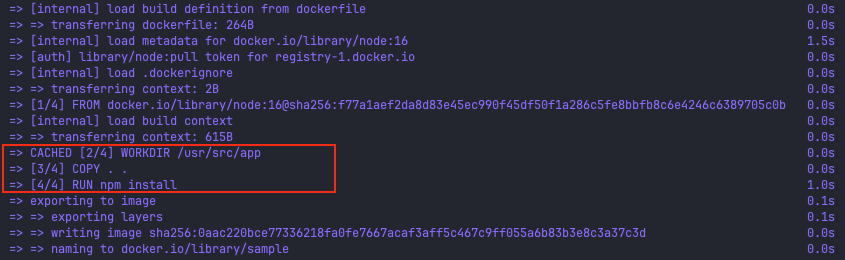 => [internal] load build definition from dockerfile 0.0s
=> => transferring dockerfile: 264B 0.0s
=> [internal] load metadata for docker.io/library/node:16 1.5s
=> [auth] library/node:pull token for registry-1.docker.io 0.0s
=> [internal] load .dockerignore 0.0s
=> => transferring context: 2B 0.0s
=> [1/4] FROM docker.io/library/node:16@sha256:f77a1aef2da8d83e45ec990f45df50f1a286c5fe8bbfb8c6e4246c6389705c0b 0.0s
=> [internal] load build context 0.0s
=> => transferring context: 615B 0.0s
=> CACHED [2/4] WORKDIR /usr/src/app 0.0s
=> [3/4] COPY . . 0.0s
=> [4/4] RUN npm install 1.0s
=> exporting to image 0.1s
=> => exporting layers 0.1s
=> => writing image sha256:0aac220bce77336218fa0fe7667acaf3aff5c467c9ff055a6b83b3e8c3a37c3d 0.0s
=> => naming to docker.io/library/sample 0.0s